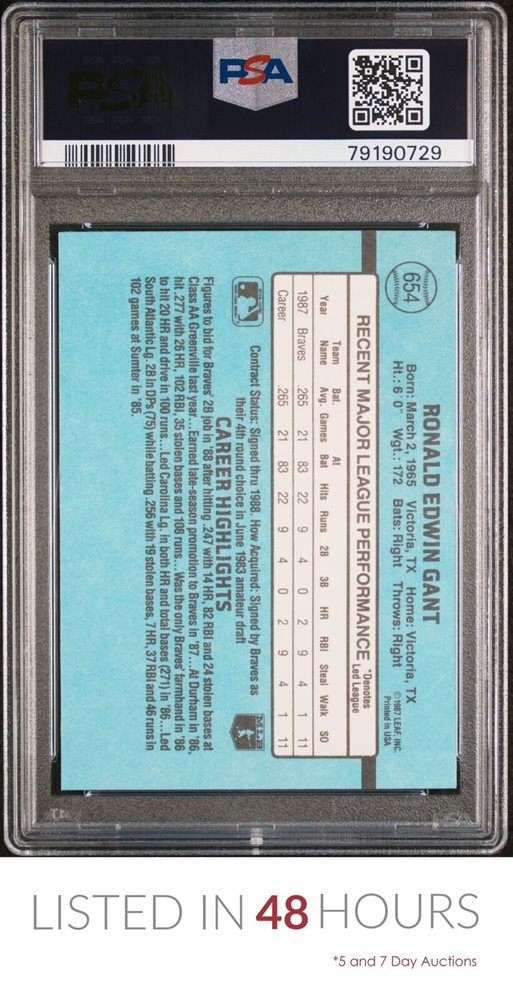 PSA
PSA
79190729
654
RONALD EDWIN GANT
Born: March 2, 1965 Victoria, TX Home: Victoria, TX
Ht.: 6' 0" Wgt.: 172 Bats: Right Throws: Right
©1987 LEAF, INC.
Printed in USA
RECENT MAJOR LEAGUE PERFORMANCE
*Denotes
Led League
Year Team Name Bat. Avg. Games At Bat Hits Runs 2B 3B HR RBI Steal Walk SO
1987 Braves .265 21 83 22 9 4 0 2 9 4 1 11
Career .265 21 83 22 9 4 0 2 9 4 1 11
Contract Status: Signed thru 1988. How Acquired: Signed by Braves as
their 4th round choice in June 1983 amateur draft
CAREER HIGHLIGHTS
Figures to bid for Braves' 2B job in '88 after hitting .247 with 14 HR, 82 RBI and 24 stolen bases at
Class AA Greenville last year...Earned late-season promotion to Braves in '87...At Durham in '86,
hit .277 with 26 HR, 102 RBI, 35 stolen bases and 108 runs...Was the only Braves' farmhand in '86
to hit 20 HR and drive in 100 runs...Led Carolina Lg. in both HR and total bases (271) in '86...Led
South Atlantic Lg. 2B in DPs (75) while batting .256 with 19 stolen bases, 7 HR, 37 RBI and 46 runs in
102 games at Sumter in '85.
LISTED IN 48 HOURS
*5 and 7 Day Auctions